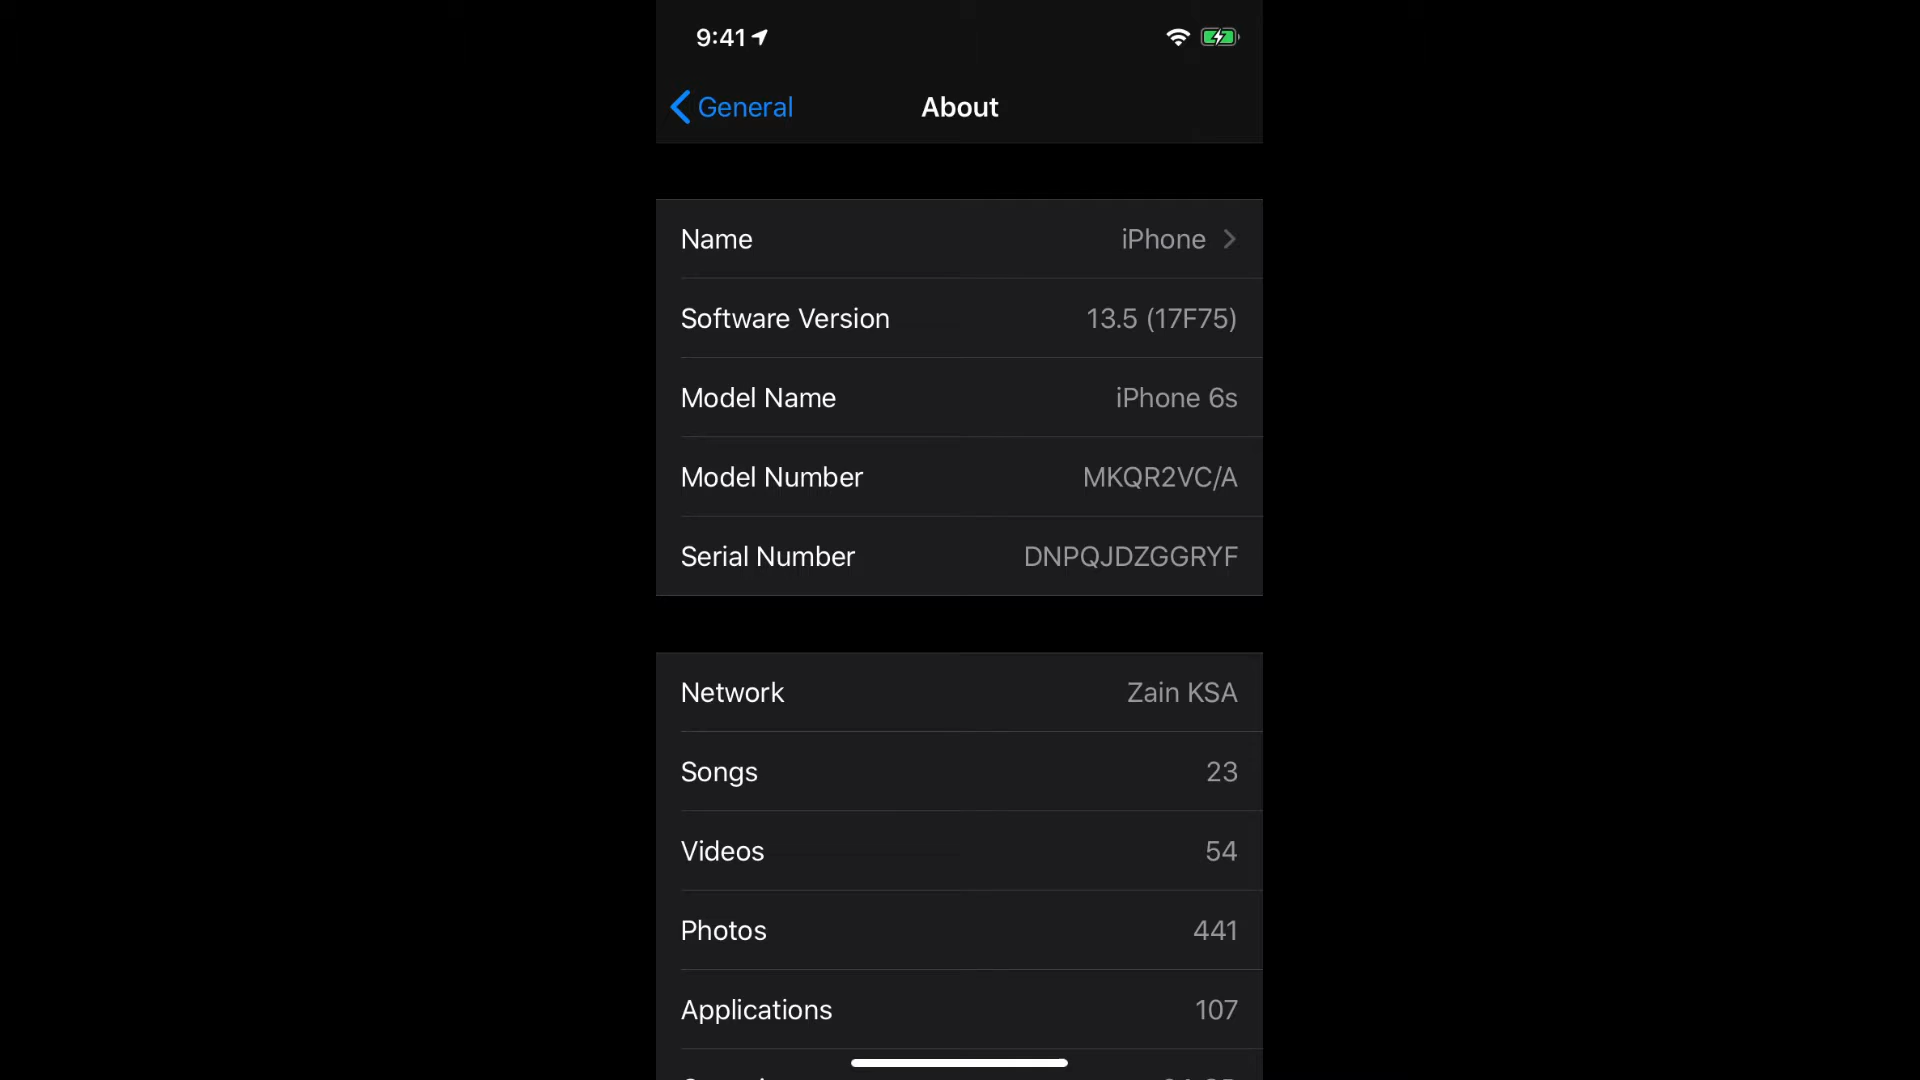 9:41
General
About
Name iPhone
Software Version 13.5 (17F75)
Model Name iPhone 6s
Model Number MKQR2VC/A
Serial Number DNPQJDZGGRYF
Network Zain KSA
Songs 23
Videos 54
Photos 441
Applications 107